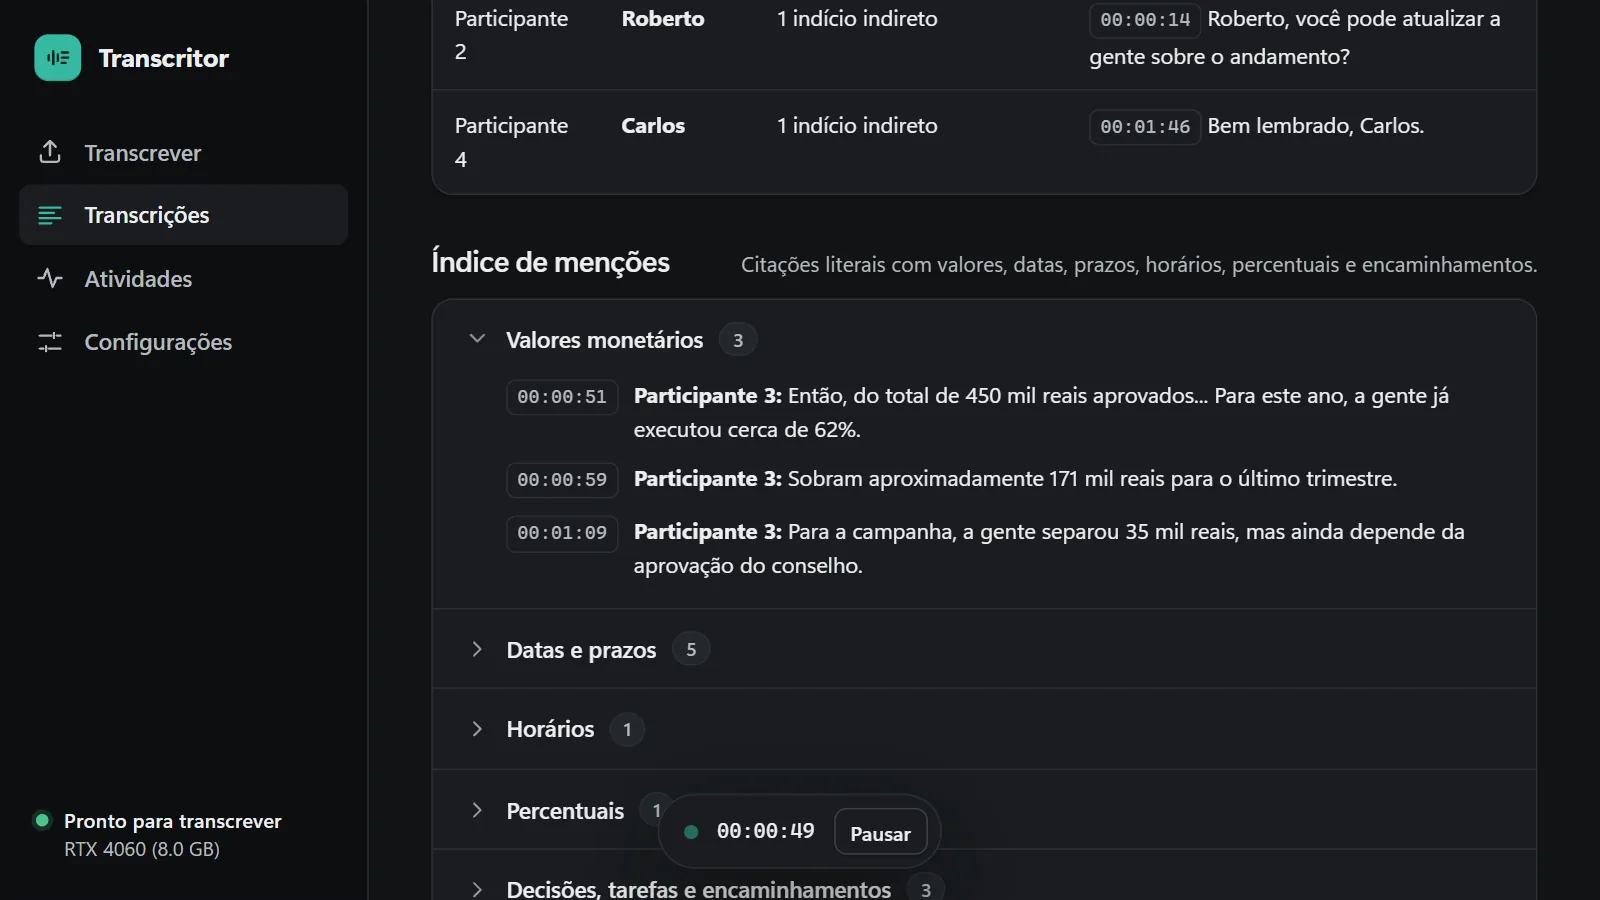 Transcritor
Transcrever
Transcrições
Atividades
Configurações
Pronto para transcrever
RTX 4060 (8.0 GB)
Participante 2 Roberto 1 indício indireto 00:00:14 Roberto, você pode atualizar a
gente sobre o andamento?
Participante 4 Carlos 1 indício indireto 00:01:46 Bem lembrado, Carlos.
Índice de menções Citações literais com valores, datas, prazos, horários, percentuais e encaminhamentos.
Valores monetários 3
00:00:51 Participante 3: Então, do total de 450 mil reais aprovados... Para este ano, a gente já
executou cerca de 62%.
00:00:59 Participante 3: Sobram aproximadamente 171 mil reais para o último trimestre.
00:01:09 Participante 3: Para a campanha, a gente separou 35 mil reais, mas ainda depende da
aprovação do conselho.
Datas e prazos 5
Horários 1
Percentuais 1
00:00:49 Pausar
Decisões, tarefas e encaminhamentos 3